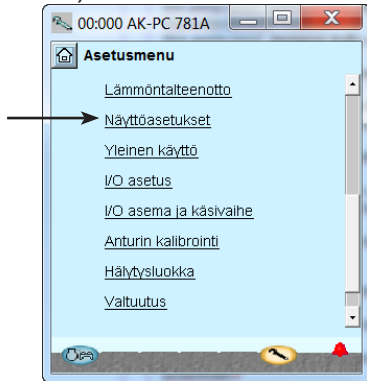 00:000 AK-PC 781A
Asetusmenu
Lämmöntalteenotto
Näyttöasetukset
Yleinen käyttö
I/O asetus
I/O asema ja käsivaihe
Anturin kalibrointi
Hälytysluokka
Valtuutus